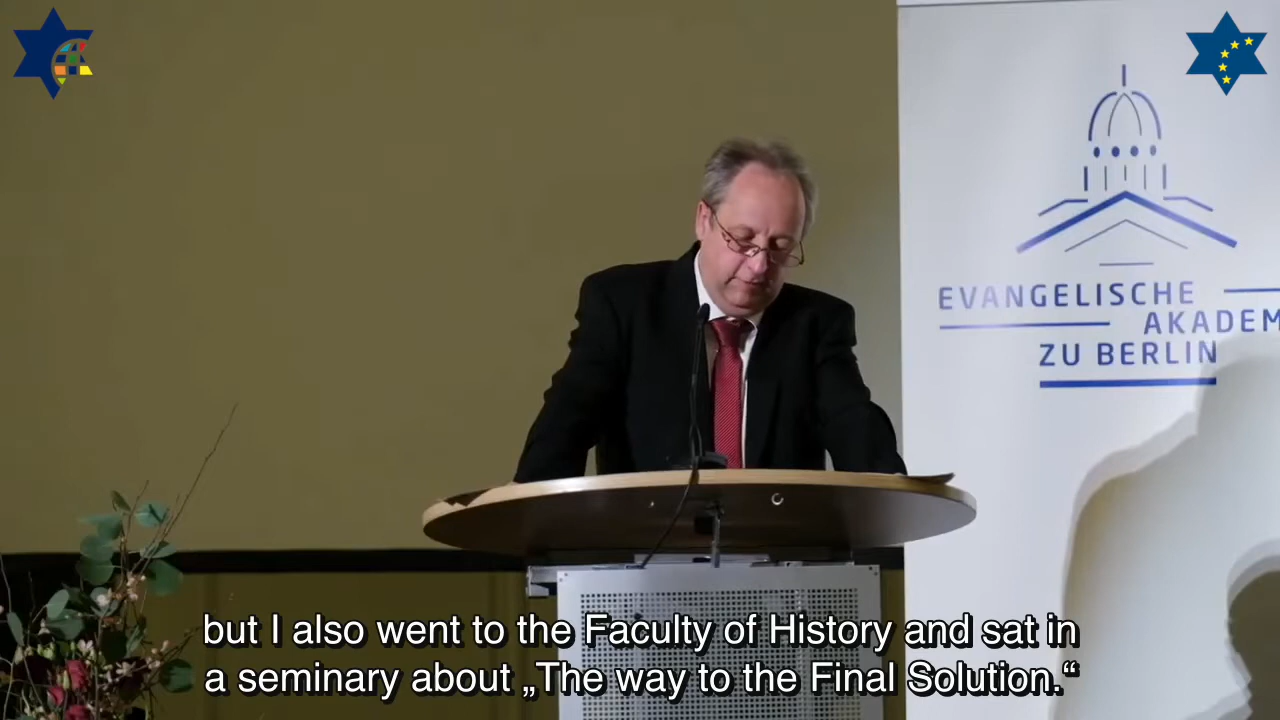 EVANGELISCHE
AKADEM
ZU BERLIN
but I also went to the Faculty of History and sat in
a seminary about „The way to the Final Solution.“